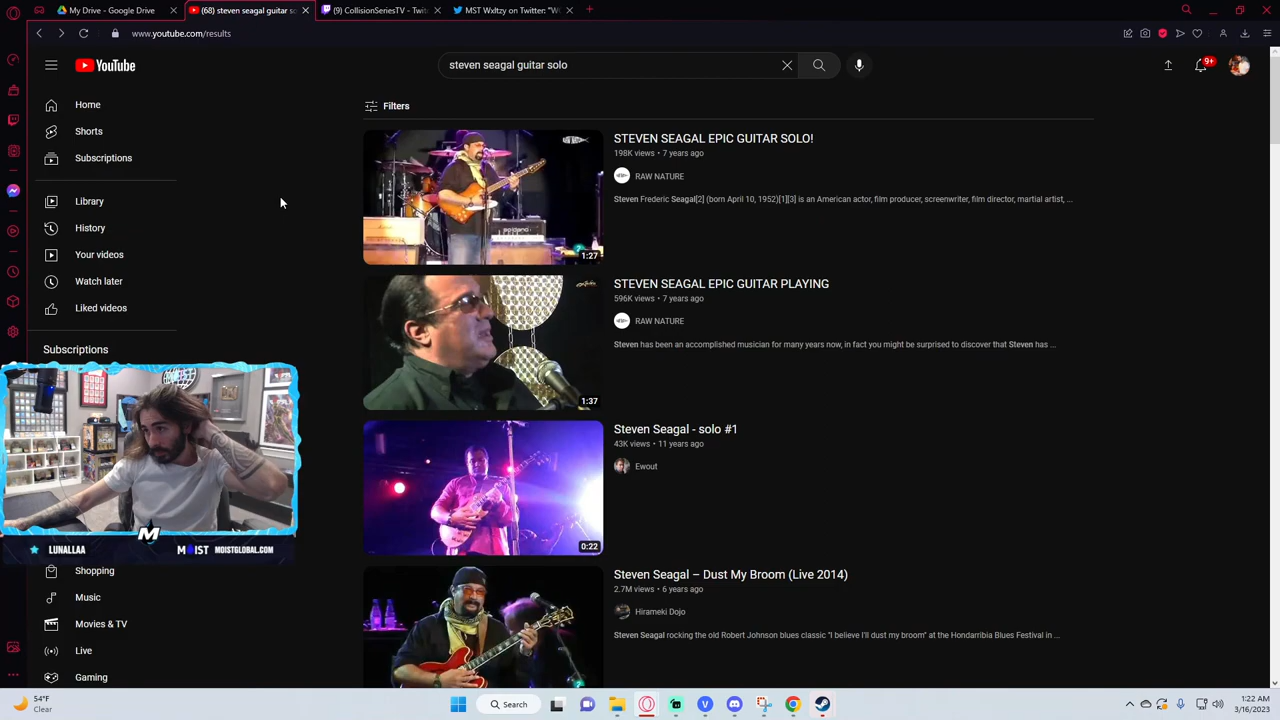 My Drive - Google Drive
(68) steven seagal guitar so
(9) CollisionSeriesTV - Twit
MST Wxltzy on Twitter: "W
www.youtube.com/results
YouTube
steven seagal guitar solo
9+
Home
Shorts
Subscriptions
Library
History
Your videos
Watch later
Liked videos
Subscriptions
Shopping
Music
Movies & TV
Live
Gaming
Filters
1:27
STEVEN SEAGAL EPIC GUITAR SOLO!
198K views • 7 years ago
RAW NATURE
Steven Frederic Seagal[2] (born April 10, 1952)[1][3] is an American actor, film producer, screenwriter, film director, martial artist, ...
1:37
STEVEN SEAGAL EPIC GUITAR PLAYING
596K views • 7 years ago
RAW NATURE
Steven has been an accomplished musician for many years now, in fact you might be surprised to discover that Steven has ...
0:22
Steven Seagal - solo #1
43K views • 11 years ago
Ewout
Steven Seagal – Dust My Broom (Live 2014)
2.7M views • 6 years ago
Hirameki Dojo
Steven Seagal rocking the old Robert Johnson blues classic "I believe I'll dust my broom" at the Hondarribia Blues Festival in ...
M
LUNALLAA
MOIST MOISTGLOBAL.COM
54°F
Clear
Search
1:22 AM
3/16/2023